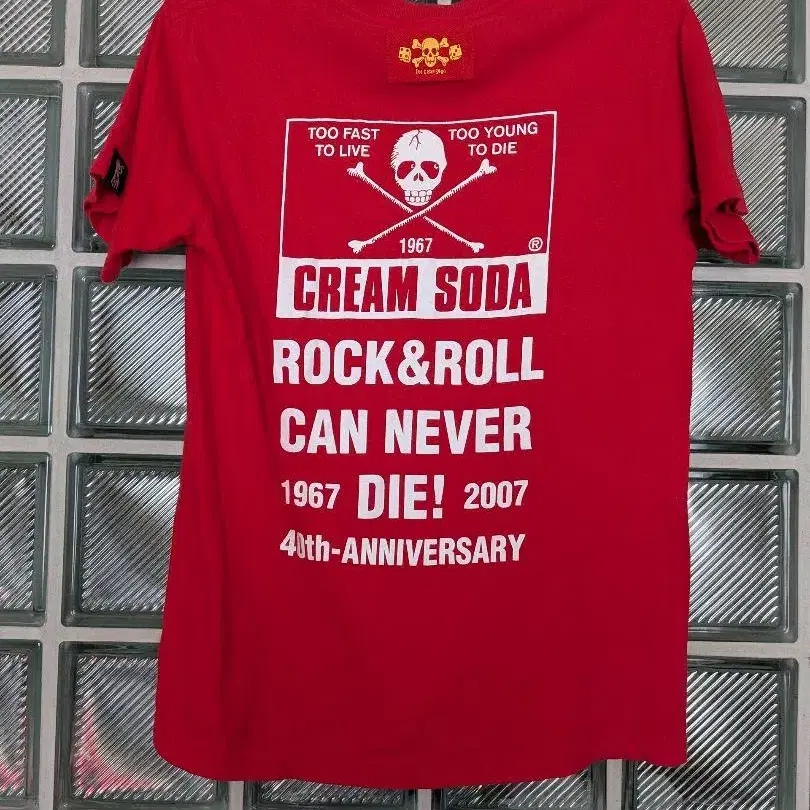 TOO FAST TOO YOUNG
TO LIVE TO DIE
1967
®
CREAM SODA
ROCK&ROLL
CAN NEVER
1967 DIE! 2007
40th-ANNIVERSARY